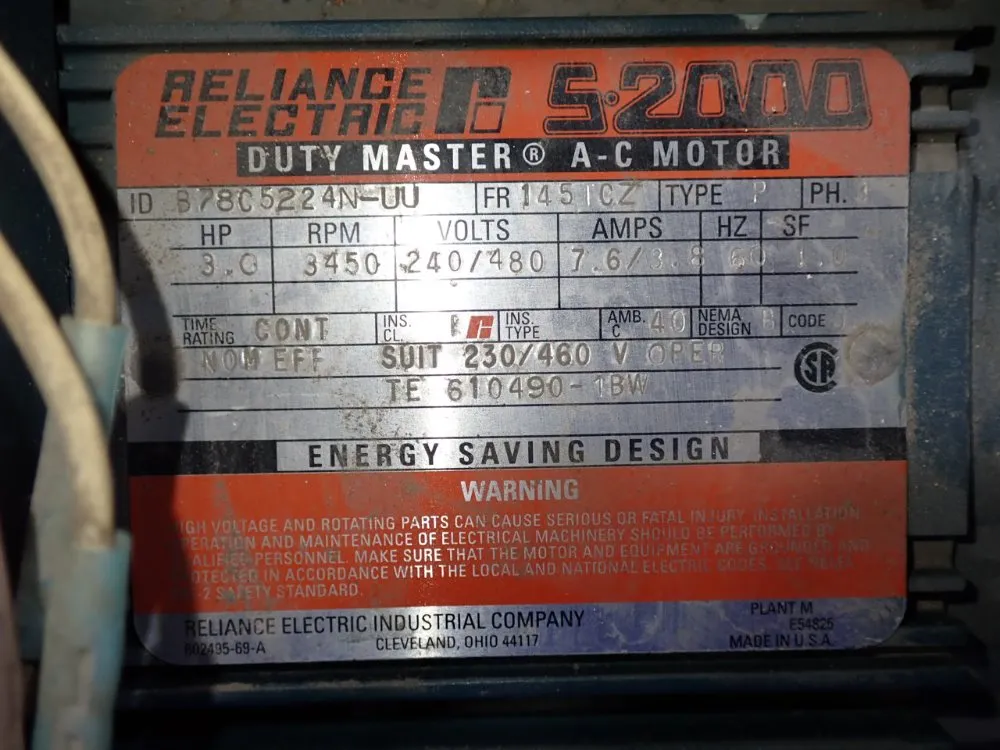 RELIANCE ELECTRIC S-2000
DUTY MASTER® A-C MOTOR
ID B78C5224N-UU FR 145TCZ TYPE P PH.
HP RPM VOLTS AMPS HZ SF
3.0 3450 240/480 7.6/3.8 60 1.0
TIME RATING CONT INS. CL. INS. TYPE AMB. C 40 NEMA DESIGN B CODE
NOM EFF SUIT 230/460 V OPER
TE 610490-1BW
ENERGY SAVING DESIGN
WARNING
HIGH VOLTAGE AND ROTATING PARTS CAN CAUSE SERIOUS OR FATAL INJURY. INSTALLATION,
OPERATION AND MAINTENANCE OF ELECTRICAL MACHINERY SHOULD BE PERFORMED BY
QUALIFIED PERSONNEL. MAKE SURE THAT THE MOTOR AND EQUIPMENT ARE GROUNDED AND
PROTECTED IN ACCORDANCE WITH THE LOCAL AND NATIONAL ELECTRIC CODES. SEE NEMA
-2 SAFETY STANDARD.
RELIANCE ELECTRIC INDUSTRIAL COMPANY PLANT M
CLEVELAND, OHIO 44117 E54825
802495-69-A MADE IN U.S.A.